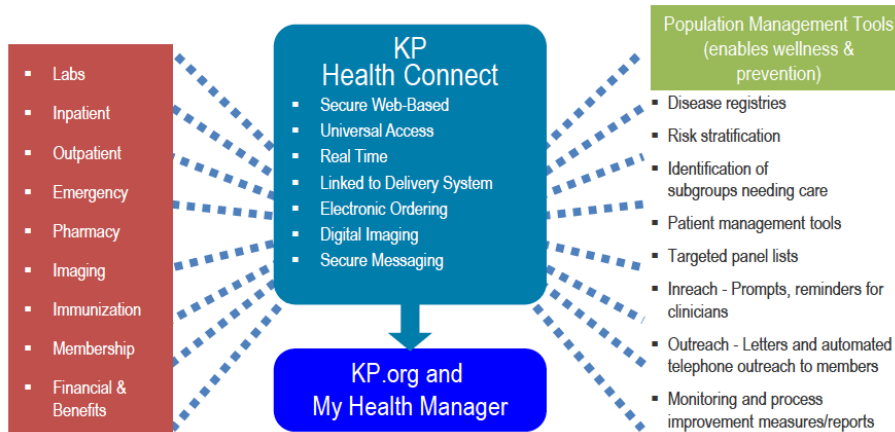 ▪ Labs
▪ Inpatient
▪ Outpatient
▪ Emergency
▪ Pharmacy
▪ Imaging
▪ Immunization
▪ Membership
▪ Financial &
Benefits
KP
Health Connect
▪ Secure Web-Based
▪ Universal Access
▪ Real Time
▪ Linked to Delivery System
▪ Electronic Ordering
▪ Digital Imaging
▪ Secure Messaging
KP.org and
My Health Manager
Population Management Tools
(enables wellness &
prevention)
▪ Disease registries
▪ Risk stratification
▪ Identification of
subgroups needing care
▪ Patient management tools
▪ Targeted panel lists
▪ Inreach - Prompts, reminders for
clinicians
▪ Outreach - Letters and automated
telephone outreach to members
▪ Monitoring and process
improvement measures/reports